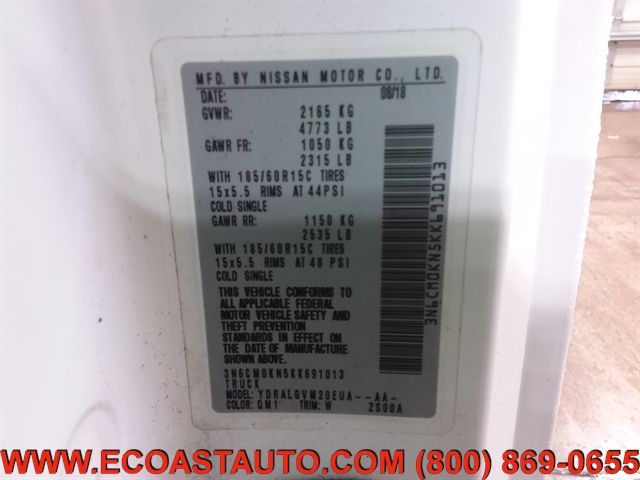 MFD. BY NISSAN MOTOR CO., LTD.
DATE: 08/18
GVWR: 2165 KG
4773 LB
GAWR FR: 1050 KG
2315 LB
WITH 185/60R15C TIRES
15x5.5 RIMS AT 44PSI
COLD SINGLE
GAWR RR: 1150 KG
2535 LB
WITH 185/60R15C TIRES
15x5.5 RIMS AT 48 PSI
COLD SINGLE
THIS VEHICLE CONFORMS TO
ALL APPLICABLE FEDERAL
MOTOR VEHICLE SAFETY AND
THEFT PREVENTION
STANDARDS IN EFFECT ON
THE DATE OF MANUFACTURE
SHOWN ABOVE.
3N6CM0KN5KK691013
TRUCK
MODEL: YDRALGVM20EUA--AA-
COLOR: QM1 TRIM: W ZS00A
3N6CM0KN5KK691013
WWW.ECOASTAUTO.COM (800) 869-0655